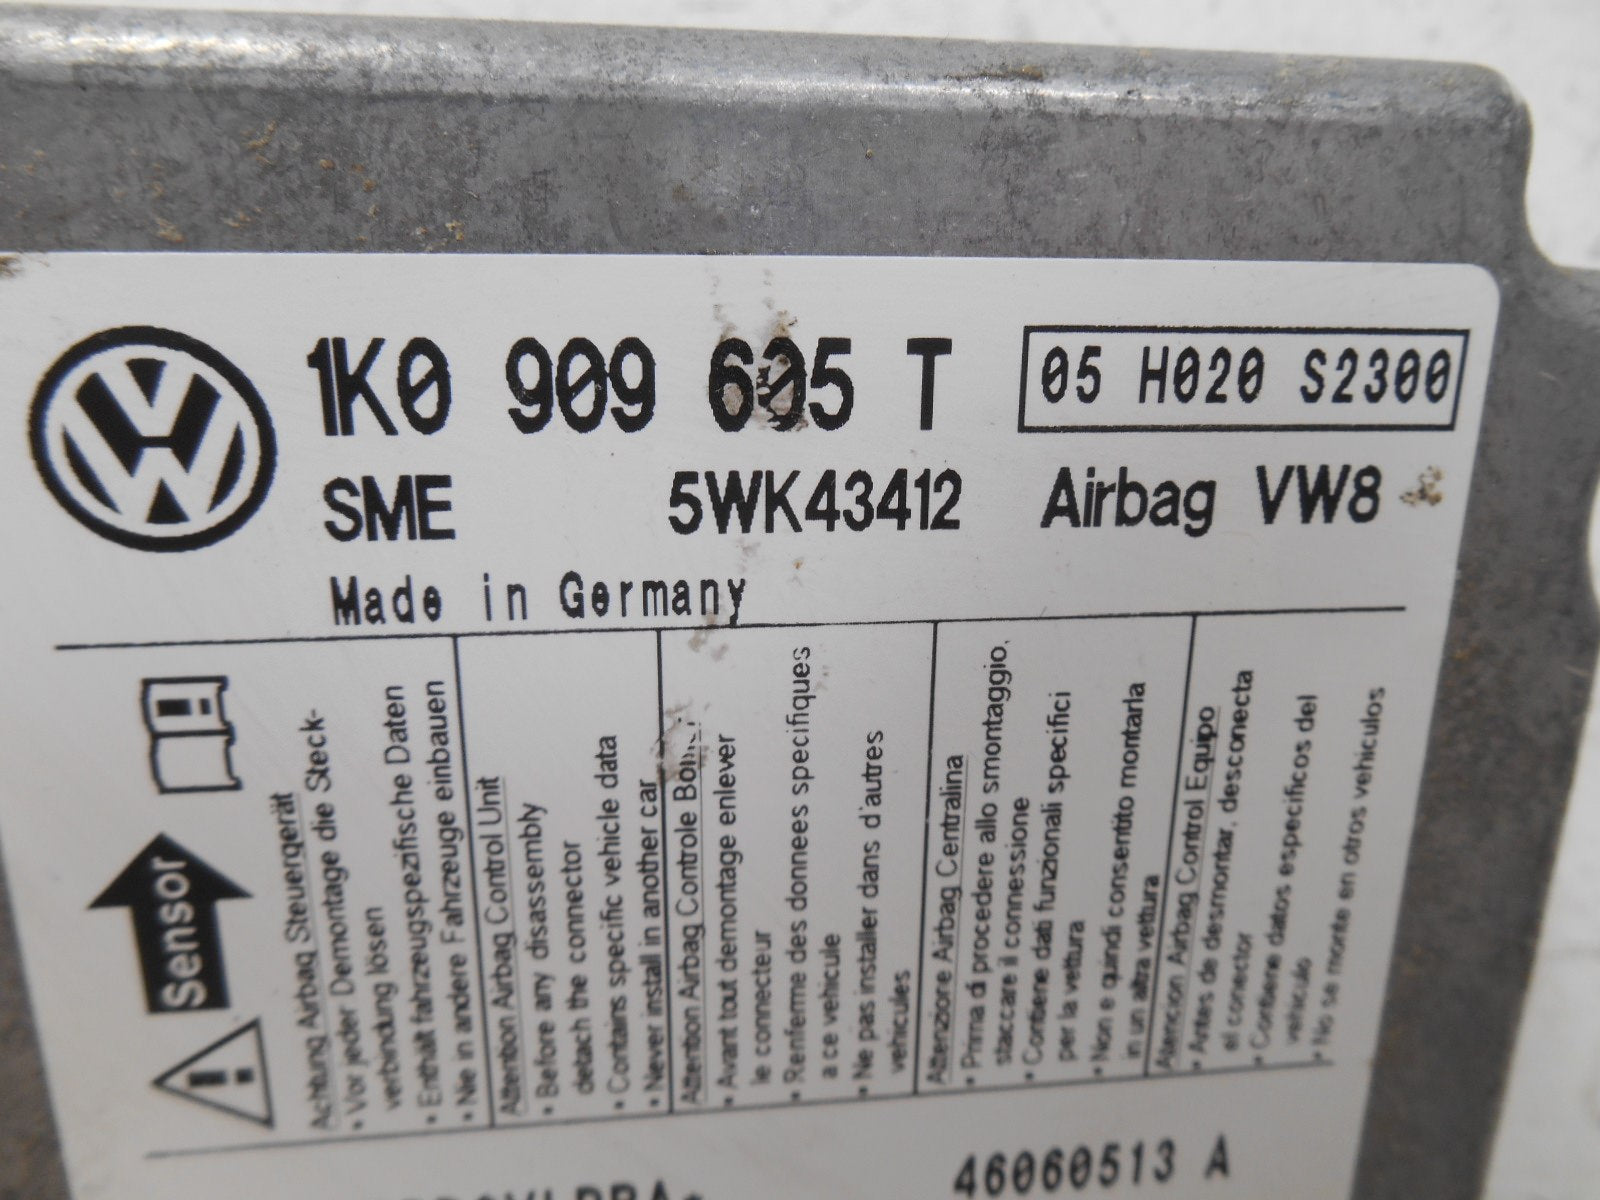 1K0 909 605 T 05 H020 S2300
SME 5WK43412 Airbag VW8
Made in Germany
Sensor
Achtung Airbag Steuergerät
• Vor jeder Demontage die Steck-
verbindung lösen
• Enthält fahrzeugspezifische Daten
• Nie in andere Fahrzeuge einbauen
Attention Airbag Control Unit
• Before any disassembly
detach the connector
• Contains specific vehicle data
• Never install in another car
Attention Airbag Controle
• Avant tout demontage enlever
le connecteur
• Renferme des donnees specifiques
a ce vehicule
• Ne pas installer dans d'autres
vehicules
Attenzione Airbag Centralina
• Prima di procedere allo smontaggio,
staccare il connessione
• Contiene dati funzionali specifici
per la vettura
• Non e quindi consentito montarla
in un altra vettura
Atencion Airbag Control Equipo
• Antes de desmontar, desconecta
el conector
• Contiene datos especificos del
vehiculo
• No se monte en otros vehiculos
46060513 A